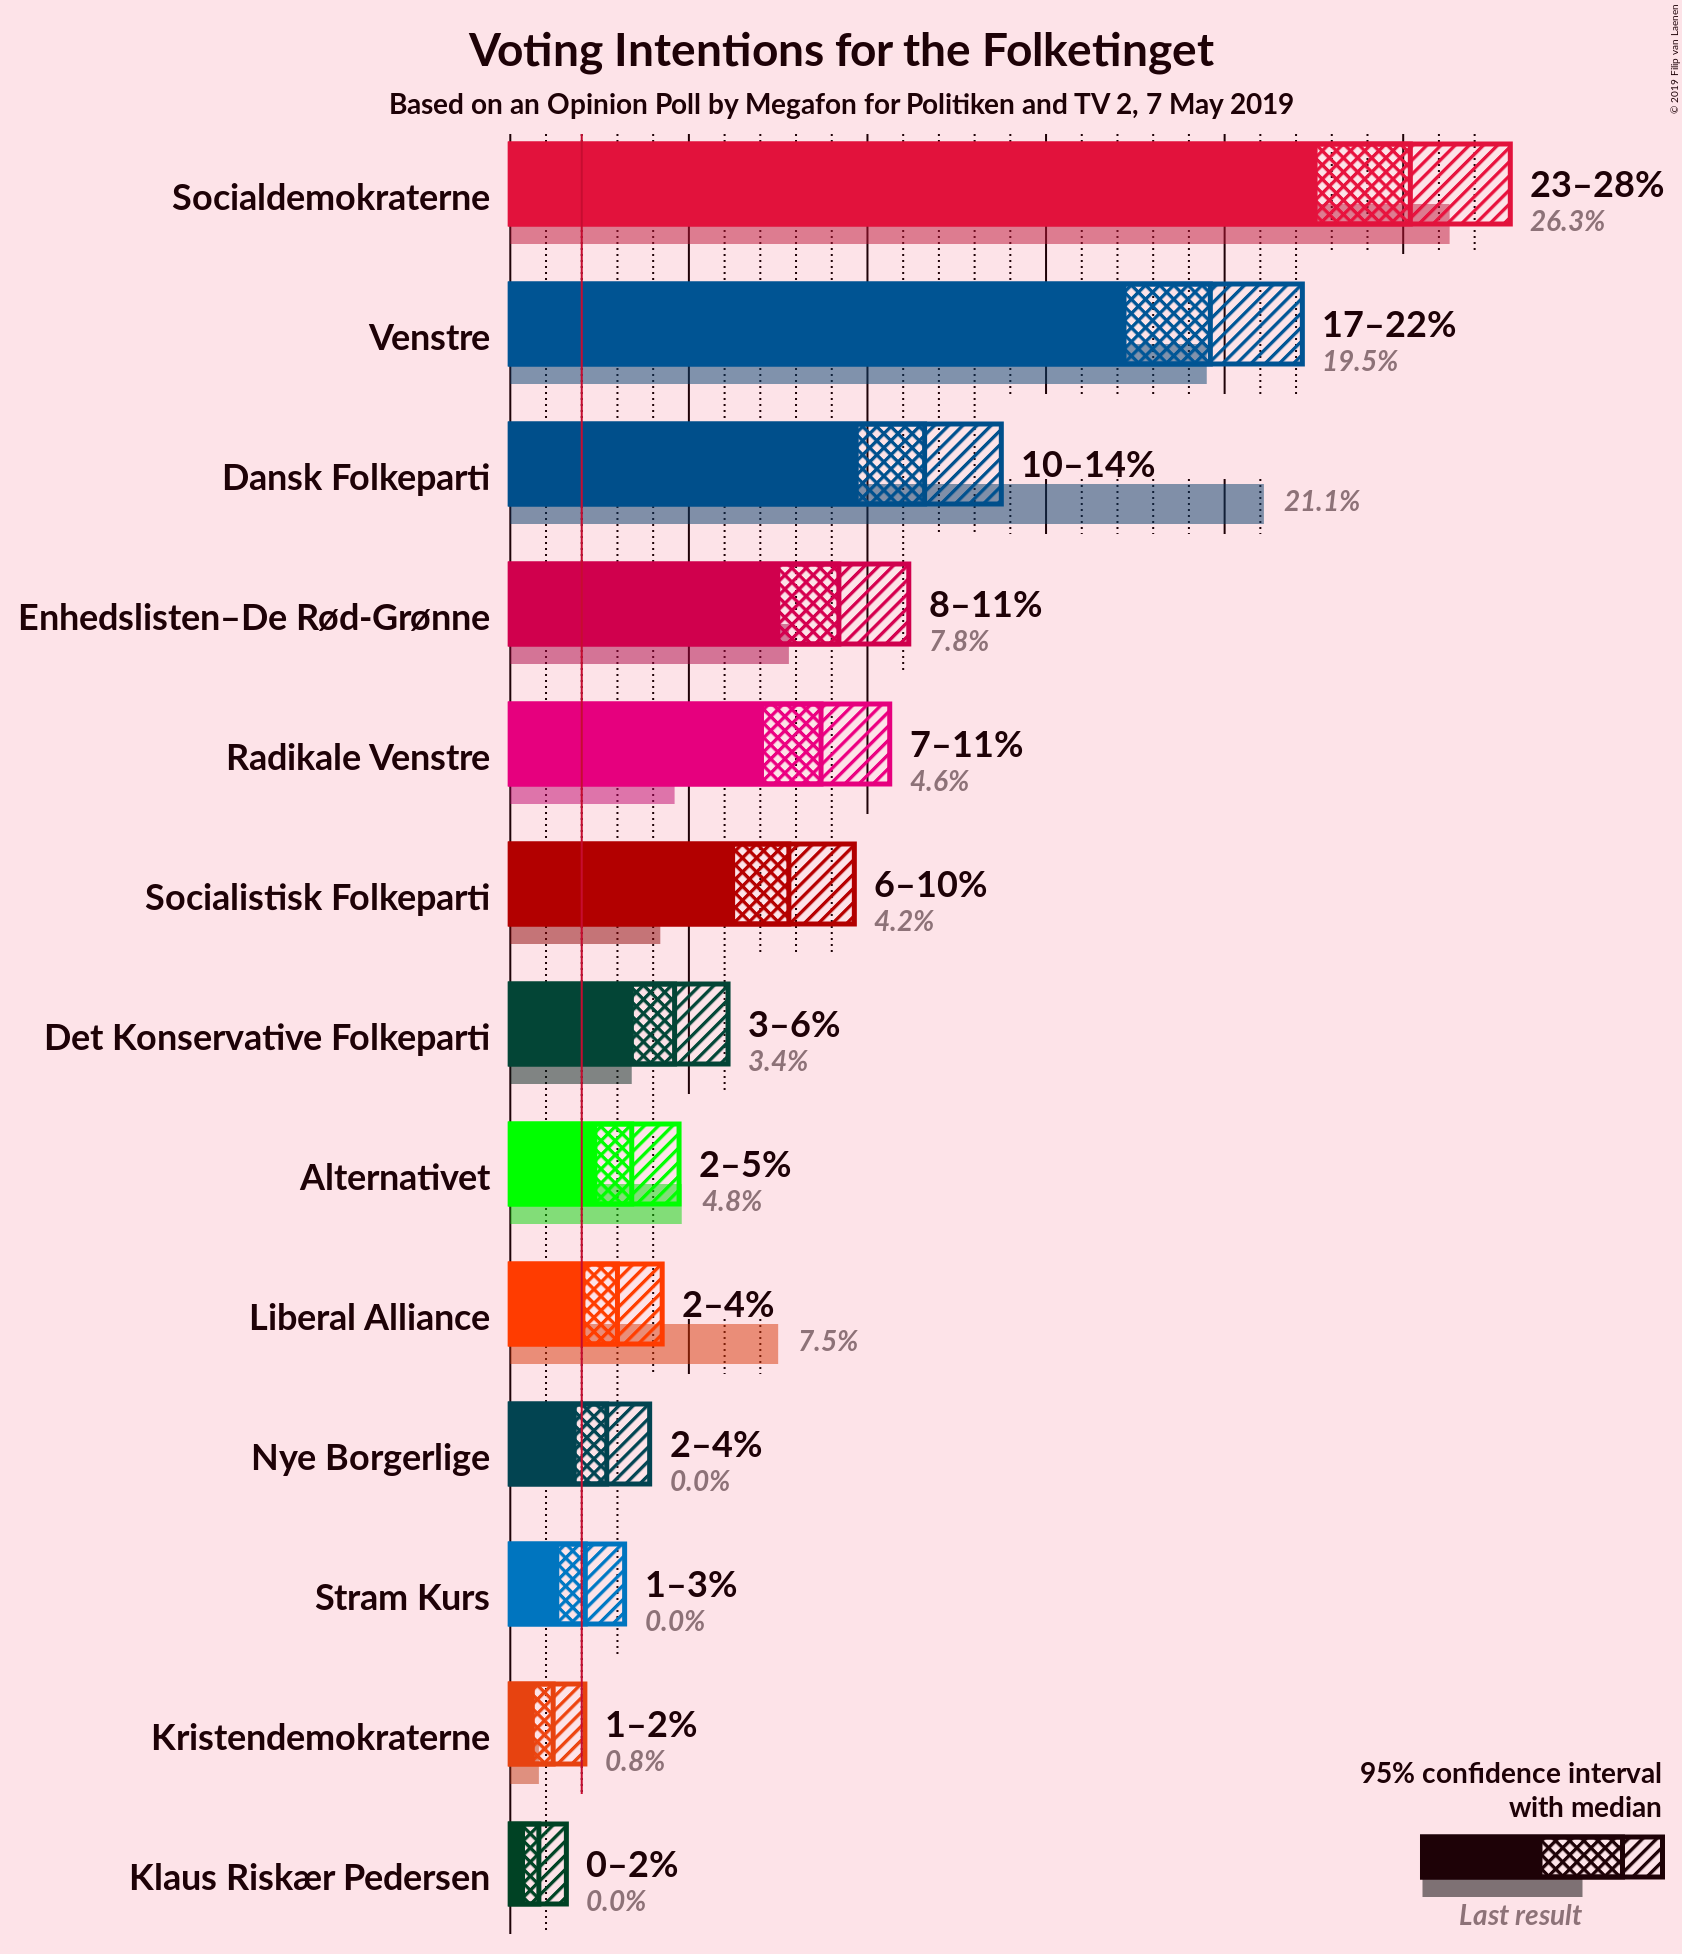 Voting Intentions for the Folketinget
Based on an Opinion Poll by Megafon for Politiken and TV 2, 7 May 2019
© 2019 Filip van Laenen
Socialdemokraterne
23–28%
26.3%
Venstre
17–22%
19.5%
Dansk Folkeparti
10–14%
21.1%
Enhedslisten–De Rød-Grønne
8–11%
7.8%
Radikale Venstre
7–11%
4.6%
Socialistisk Folkeparti
6–10%
4.2%
Det Konservative Folkeparti
3–6%
3.4%
Alternativet
2–5%
4.8%
Liberal Alliance
2–4%
7.5%
Nye Borgerlige
2–4%
0.0%
Stram Kurs
1–3%
0.0%
Kristendemokraterne
1–2%
0.8%
Klaus Riskær Pedersen
0–2%
0.0%
95% confidence interval
with median
Last result